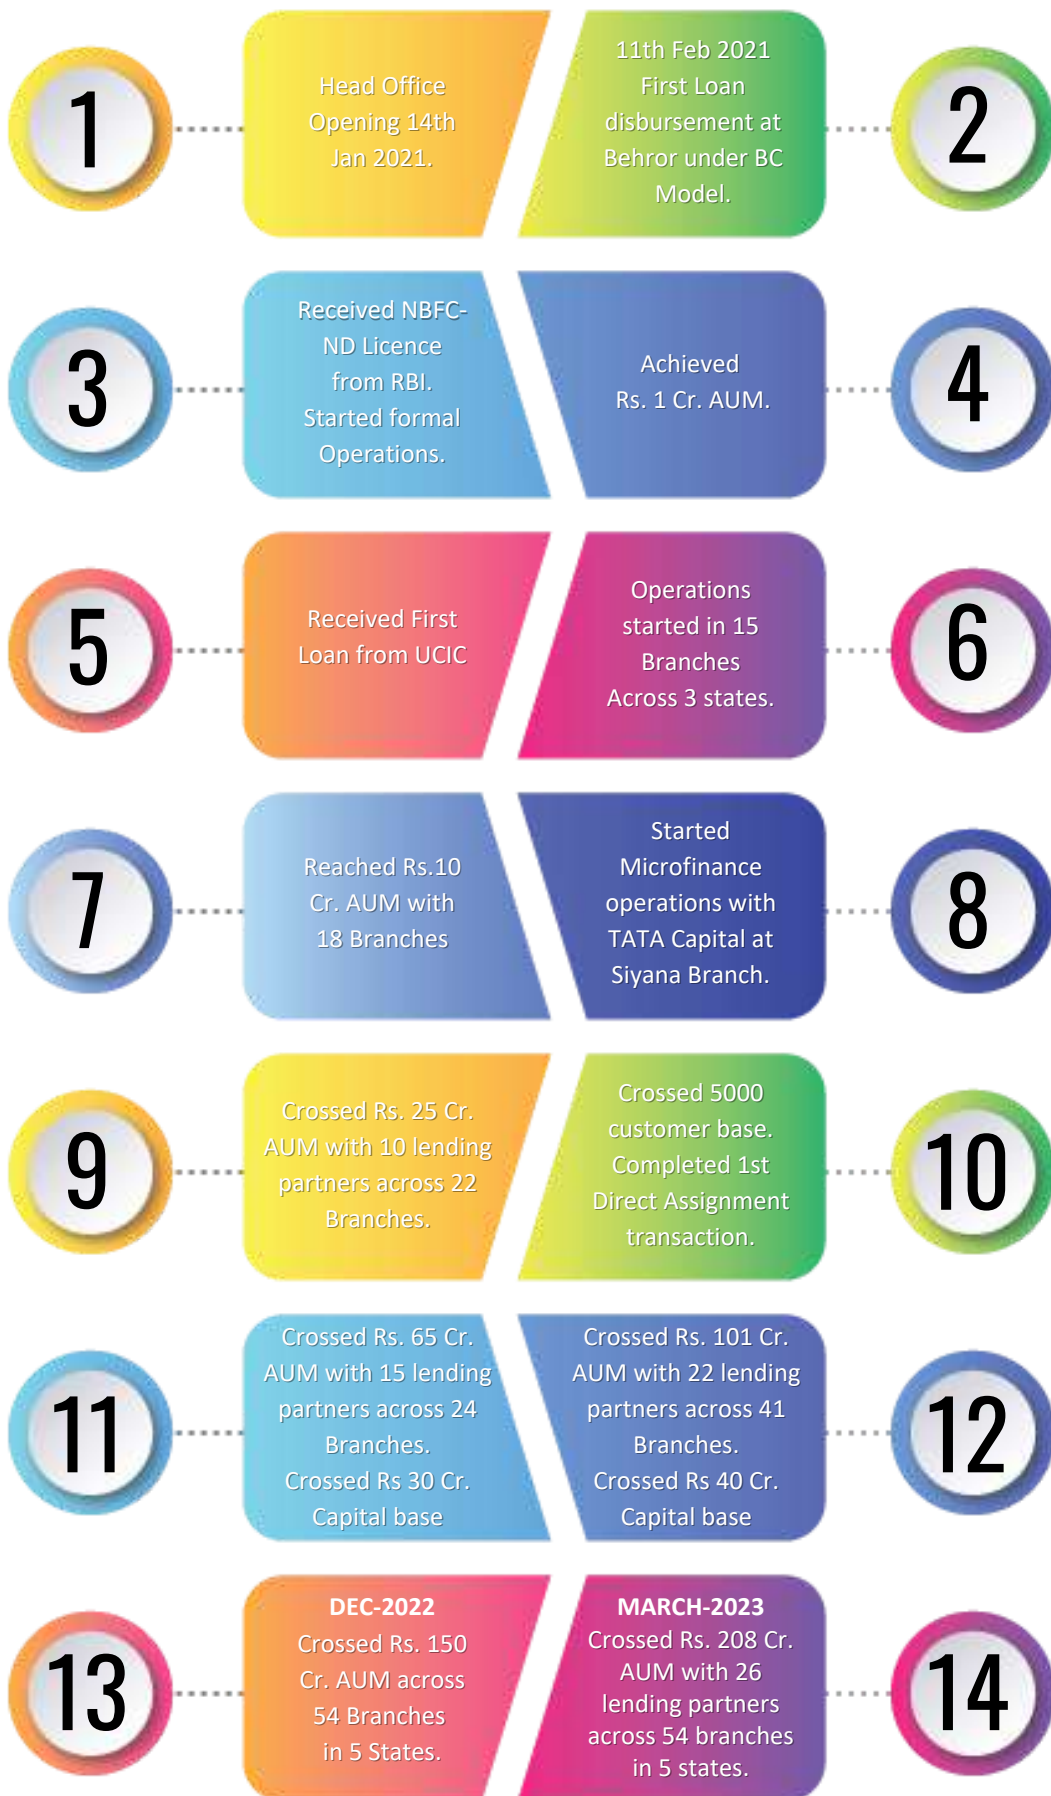 1
Head Office
Opening 14th
Jan 2021.
11th Feb 2021
First Loan
disbursement at
Behror under BC
Model.
2
3
Received NBFC-
ND Licence
from RBI.
Started formal
Operations.
Achieved
Rs. 1 Cr. AUM.
4
5
Received First
Loan from UCIC
Operations
started in 15
Branches
Across 3 states.
6
7
Reached Rs.10
Cr. AUM with
18 Branches
Started
Microfinance
operations with
TATA Capital at
Siyana Branch.
8
9
Crossed Rs. 25 Cr.
AUM with 10 lending
partners across 22
Branches.
Crossed 5000
customer base.
Completed 1st
Direct Assignment
transaction.
10
11
Crossed Rs. 65 Cr.
AUM with 15 lending
partners across 24
Branches.
Crossed Rs 30 Cr.
Capital base
Crossed Rs. 101 Cr.
AUM with 22 lending
partners across 41
Branches.
Crossed Rs 40 Cr.
Capital base
12
13
DEC-2022
Crossed Rs. 150
Cr. AUM across
54 Branches
in 5 States.
MARCH-2023
Crossed Rs. 208 Cr.
AUM with 26
lending partners
across 54 branches
in 5 states.
14